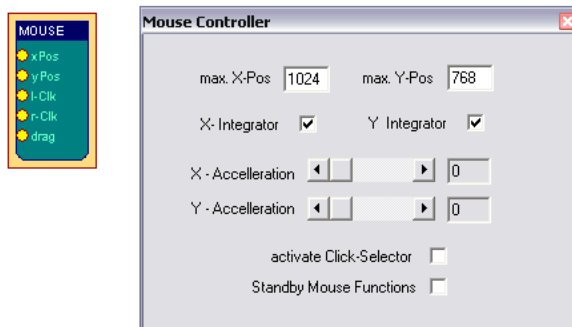 MOUSE
xPos
yPos
l-Clk
r-Clk
drag
Mouse Controller
max. X-Pos 1024 max. Y-Pos 768
X- Integrator Y Integrator
X - Accelleration 0
Y - Accelleration 0
activate Click-Selector
Standby Mouse Functions